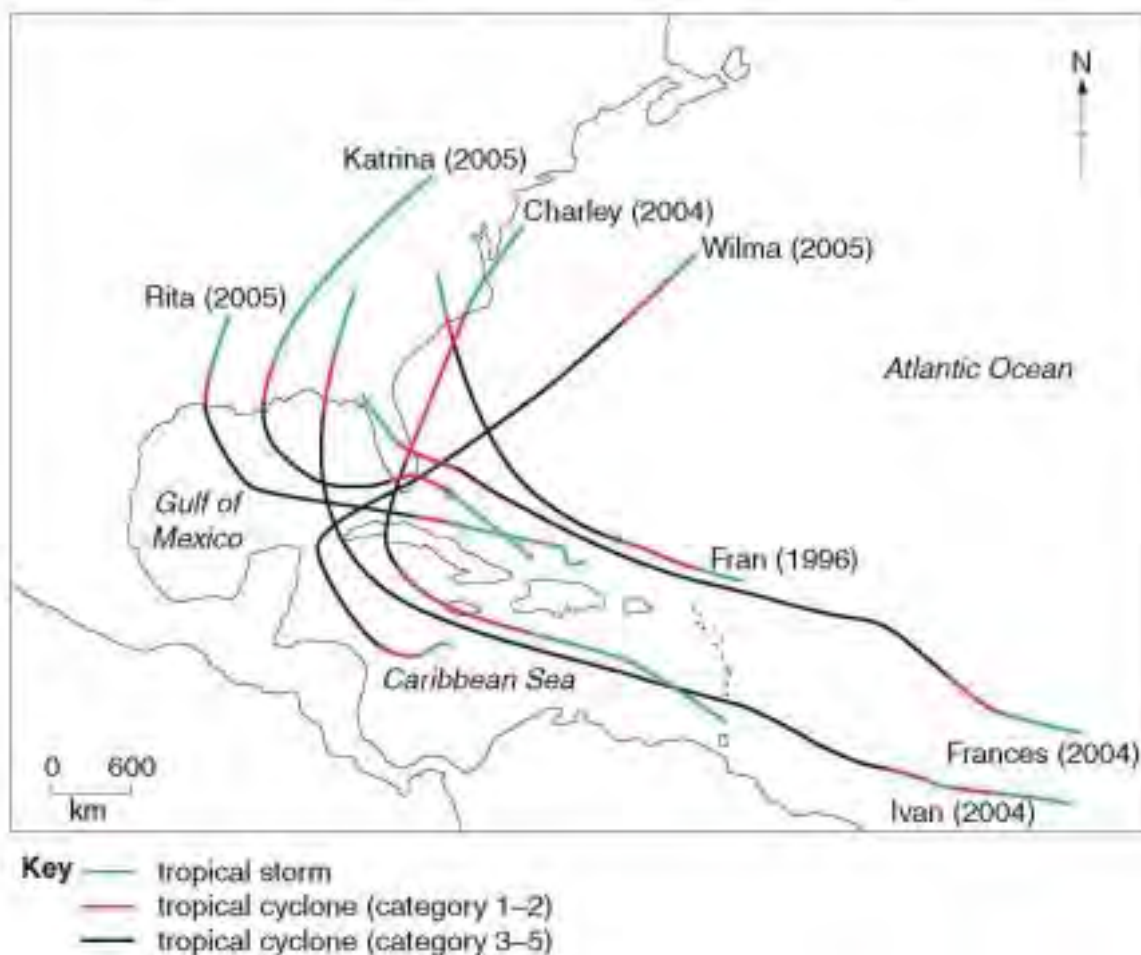 N
Katrina (2005)
Charley (2004)
Wilma (2005)
Rita (2005)
Atlantic Ocean
Gulf of
Mexico
Fran (1996)
Caribbean Sea
Frances (2004)
0 600
km
Ivan (2004)
Key
tropical storm
tropical cyclone (category 1–2)
tropical cyclone (category 3–5)